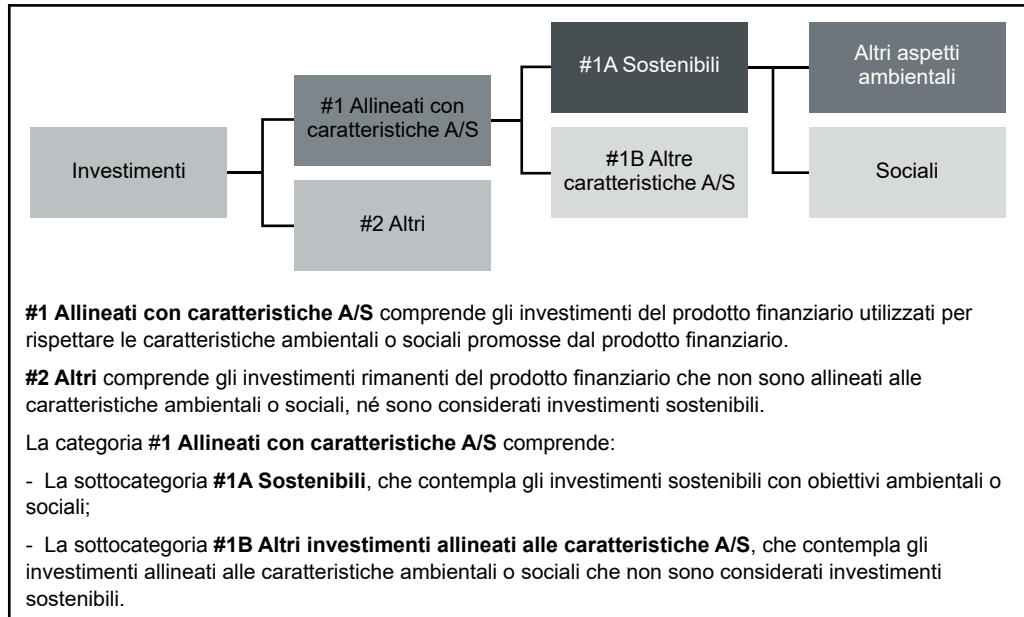 #1A Sostenibili
Altri aspetti
ambientali
#1 Allineati con
caratteristiche A/S
Investimenti
#1B Altre
caratteristiche A/S
Sociali
#2 Altri
#1 Allineati con caratteristiche A/S comprende gli investimenti del prodotto finanziario utilizzati per
rispettare le caratteristiche ambientali o sociali promosse dal prodotto finanziario.
#2 Altri comprende gli investimenti rimanenti del prodotto finanziario che non sono allineati alle
caratteristiche ambientali o sociali, né sono considerati investimenti sostenibili.
La categoria #1 Allineati con caratteristiche A/S comprende:
- La sottocategoria #1A Sostenibili, che contempla gli investimenti sostenibili con obiettivi ambientali o
sociali;
- La sottocategoria #1B Altri investimenti allineati alle caratteristiche A/S, che contempla gli
investimenti allineati alle caratteristiche ambientali o sociali che non sono considerati investimenti
sostenibili.